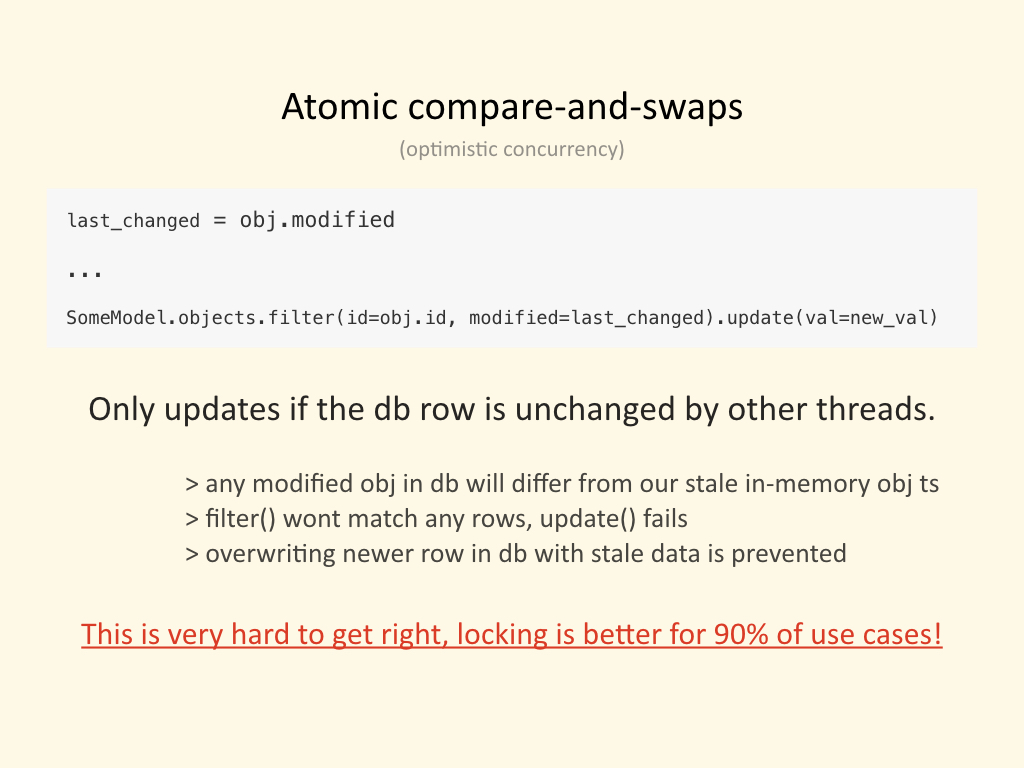 Atomic compare-and-swaps
(optimistic concurrency)
last_changed = obj.modified
...
SomeModel.objects.filter(id=obj.id, modified=last_changed).update(val=new_val)
Only updates if the db row is unchanged by other threads.
> any modified obj in db will differ from our stale in-memory obj ts
> filter() wont match any rows, update() fails
> overwriting newer row in db with stale data is prevented
This is very hard to get right, locking is better for 90% of use cases!